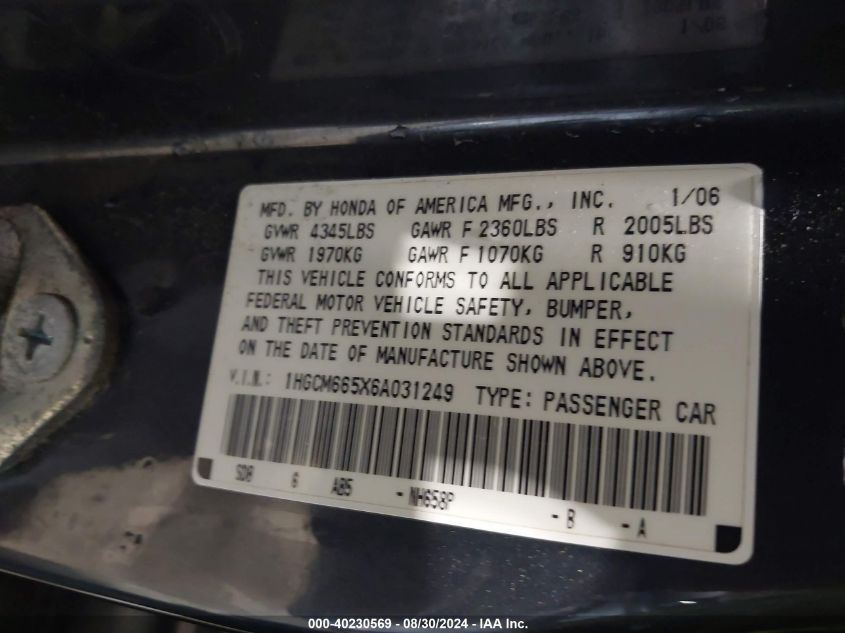 MFD. BY HONDA OF AMERICA MFG., INC. 1/06
GVWR 4345LBS GAWR F 2360LBS R 2005LBS
GVWR 1970KG GAWR F 1070KG R 910KG
THIS VEHICLE CONFORMS TO ALL APPLICABLE
FEDERAL MOTOR VEHICLE SAFETY, BUMPER,
AND THEFT PREVENTION STANDARDS IN EFFECT
ON THE DATE OF MANUFACTURE SHOWN ABOVE.
V.I.N.: 1HGCM665X6A031249 TYPE: PASSENGER CAR
SDB 6 AB5 - NH658P - B - A
000-40230569 - 08/30/2024 - IAA Inc.